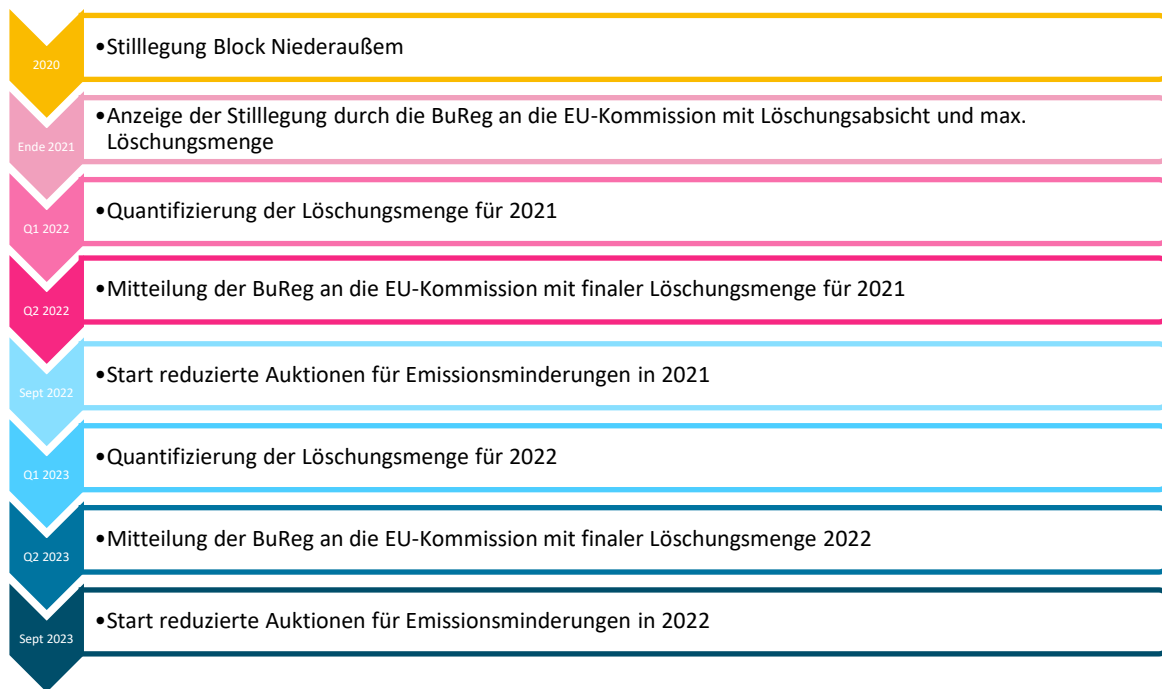 2020
•Stilllegung Block Niederaußem
Ende 2021
•Anzeige der Stilllegung durch die BuReg an die EU-Kommission mit Löschungsabsicht und max.
Löschungsmenge
Q1 2022
•Quantifizierung der Löschungsmenge für 2021
Q2 2022
•Mitteilung der BuReg an die EU-Kommission mit finaler Löschungsmenge für 2021
Sept 2022
•Start reduzierte Auktionen für Emissionsminderungen in 2021
Q1 2023
•Quantifizierung der Löschungsmenge für 2022
Q2 2023
•Mitteilung der BuReg an die EU-Kommission mit finaler Löschungsmenge 2022
Sept 2023
•Start reduzierte Auktionen für Emissionsminderungen in 2022